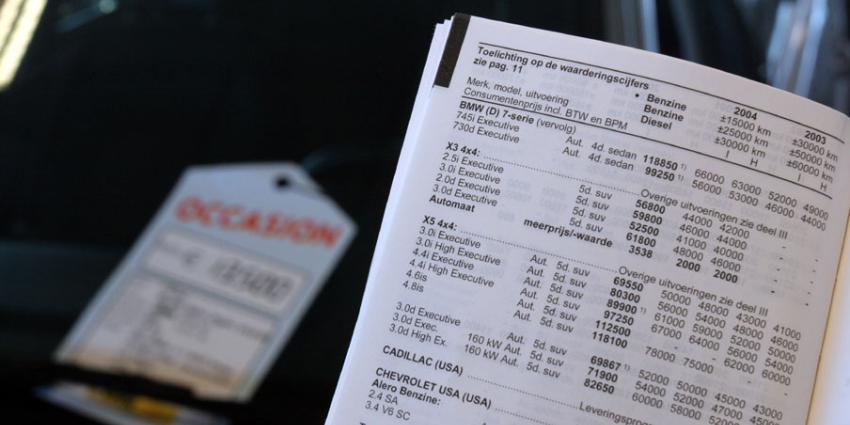 OCCASION
Toelichting op de waarderingscijfers
zie pag. 11
Merk, model, uitvoering • Benzine 2004 2003
Consumentenprijs incl. BTW en BPM Benzine ±15000 km ±30000 km
Diesel ±25000 km ±50000 km
±30000 km ±60000 km
I H I H
BMW (D) 7-serie (vervolg)
745i Executive Aut. 4d. sedan 118850 1) 66000 63000 52000 49000
730d Executive Aut. 4d. sedan 99250 1) 56000 53000 46000 44000
X3 4x4: Overige uitvoeringen zie deel III
2.5i Executive 5d. suv 56800 44000 42000 - -
3.0i Executive 5d. suv 59800 46000 44000 - -
2.0d Executive 5d. suv 52500 41000 40000 - -
3.0d Executive 5d. suv 61800 48000 46000 - -
Automaat meerprijs/-waarde 3538 2000 2000
X5 4x4: Overige uitvoeringen zie deel III
3.0i Executive Aut. 5d. suv 69550 50000 48000 43000 41000
3.0i High Executive Aut. 5d. suv 80300 56000 54000 48000 46000
4.4i Executive Aut. 5d. suv 89900 1) 61000 59000 52000 50000
4.4i High Executive Aut. 5d. suv 97250 67000 64000 56000 54000
4.6is Aut. 5d. suv 112500 - - 62000 60000
4.8is Aut. 5d. suv 118100 78000 75000 - -
3.0d Executive Aut. 5d. suv 69867 1) 52000 50000 45000 43000
3.0d Exec. 160 kW Aut. 5d. suv 71900 54000 52000
3.0d High Ex. 160 kW Aut. 5d. suv 82650 60000 58000 52000
CADILLAC (USA)
CHEVROLET USA (USA)
Alero Benzine:
2.4 SA
3.4 V6 SC